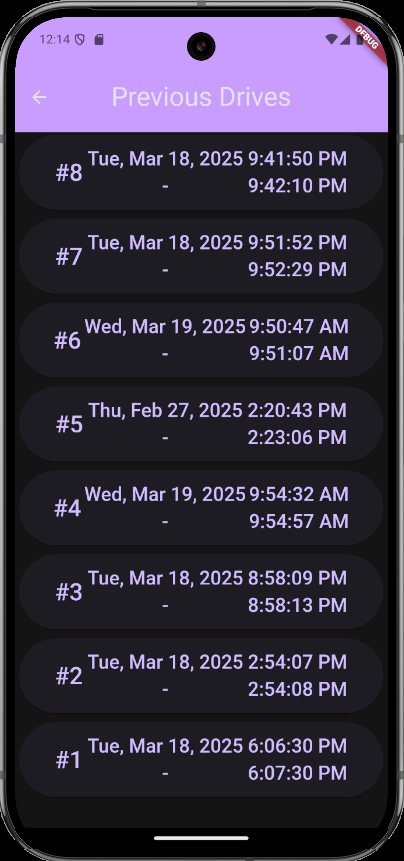 12:14
DEBUG
Previous Drives
#8 Tue, Mar 18, 2025 9:41:50 PM
- 9:42:10 PM
#7 Tue, Mar 18, 2025 9:51:52 PM
- 9:52:29 PM
#6 Wed, Mar 19, 2025 9:50:47 AM
- 9:51:07 AM
#5 Thu, Feb 27, 2025 2:20:43 PM
- 2:23:06 PM
#4 Wed, Mar 19, 2025 9:54:32 AM
- 9:54:57 AM
#3 Tue, Mar 18, 2025 8:58:09 PM
- 8:58:13 PM
#2 Tue, Mar 18, 2025 2:54:07 PM
- 2:54:08 PM
#1 Tue, Mar 18, 2025 6:06:30 PM
- 6:07:30 PM